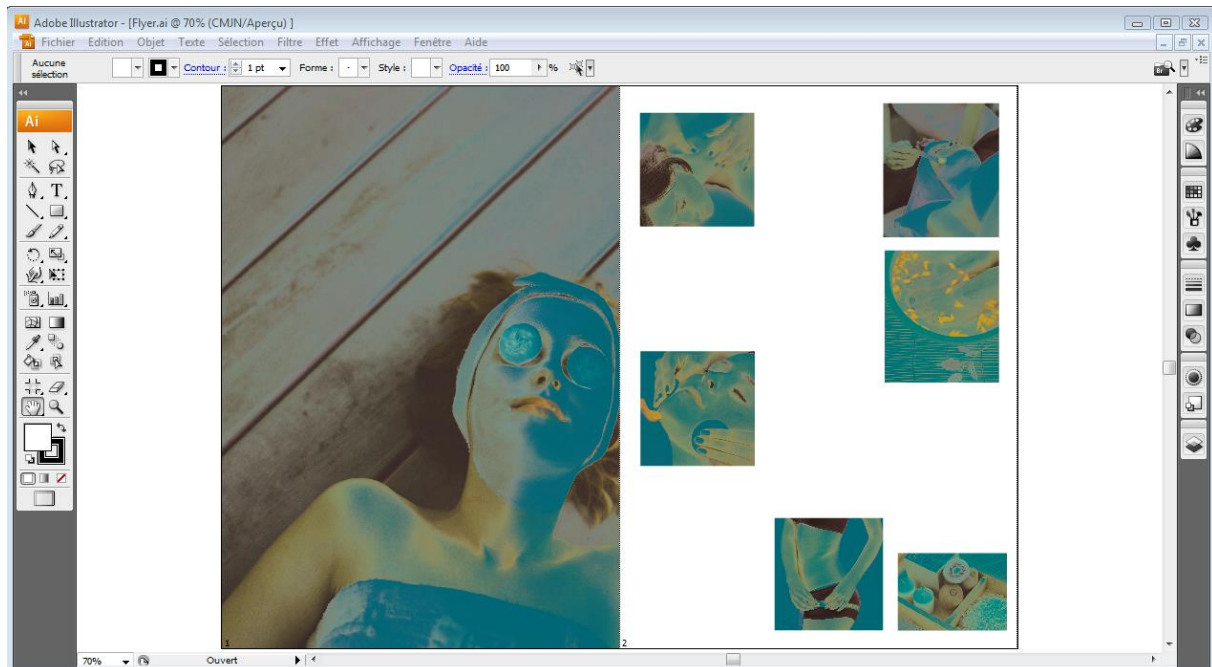 Adobe Illustrator - [Flyer.ai @ 70% (CMJN/Aperçu) ]
Fichier Edition Objet Texte Sélection Filtre Effet Affichage Fenêtre Aide
Aucune sélection Contour : 1 pt Forme : Style : Opacité : 100 % Br
Ai
T
1
2
70% Ouvert